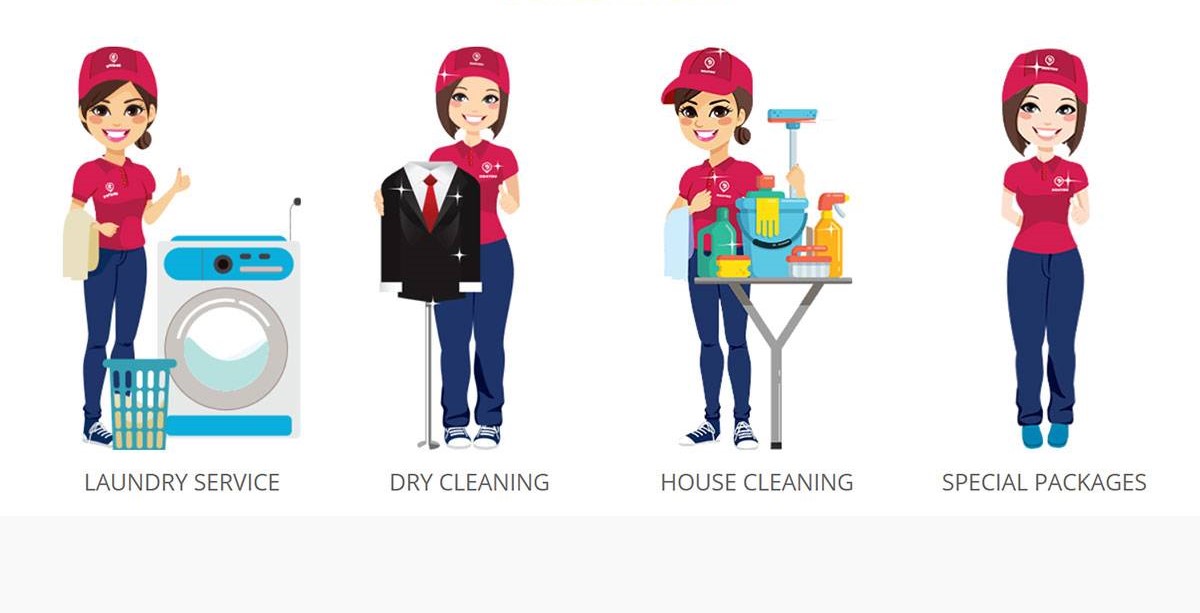 LAUNDRY SERVICE
DRY CLEANING
HOUSE CLEANING
SPECIAL PACKAGES